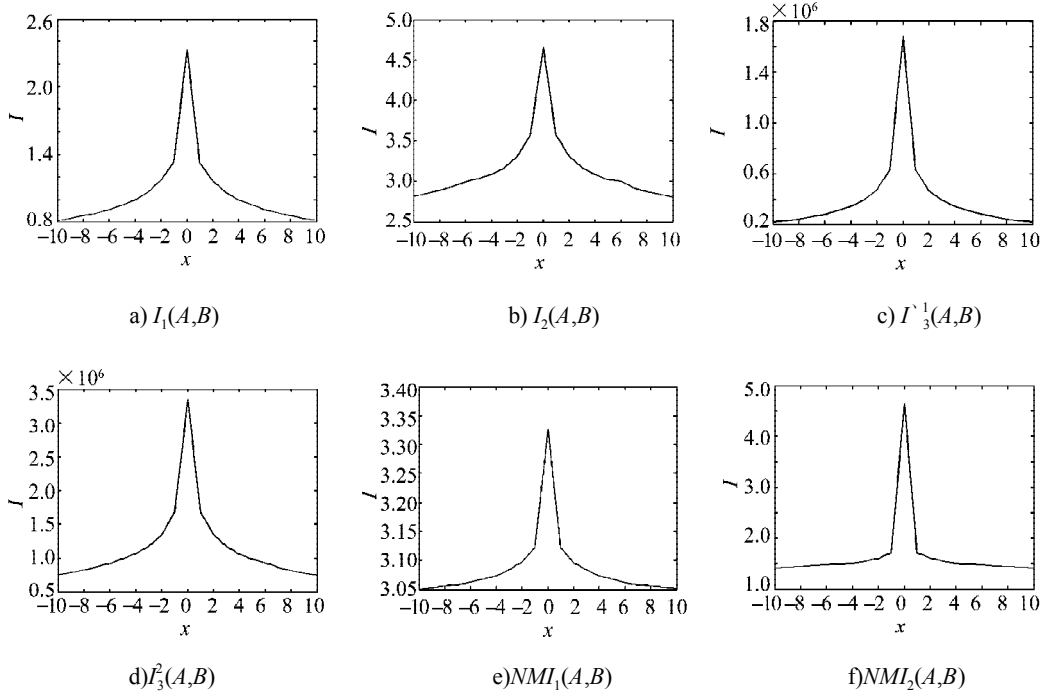 2.6 2.0 1.4 0.8
I
−10 −8 −6 −4 −2 0 2 4 6 8 10
x
a) I₁(A,B)
5.0 4.5 4.0 3.5 3.0 2.5
I
−10 −8 −6 −4 −2 0 2 4 6 8 10
x
b) I₂(A,B)
×10⁶
1.8 1.4 1.0 0.6 0.2
I
−10 −8 −6 −4 −2 0 2 4 6 8 10
x
c) I`¹₃(A,B)
×10⁶
3.5 3.0 2.5 2.0 1.5 1.0 0.5
I
−10 −8 −6 −4 −2 0 2 4 6 8 10
x
d)I²₃(A,B)
3.40 3.35 3.30 3.25 3.20 3.15 3.10 3.05
I
−10 −8 −6 −4 −2 0 2 4 6 8 10
x
e)NMI₁(A,B)
5.0 4.0 3.0 2.0 1.0
I
−10 −8 −6 −4 −2 0 2 4 6 8 10
x
f)NMI₂(A,B)